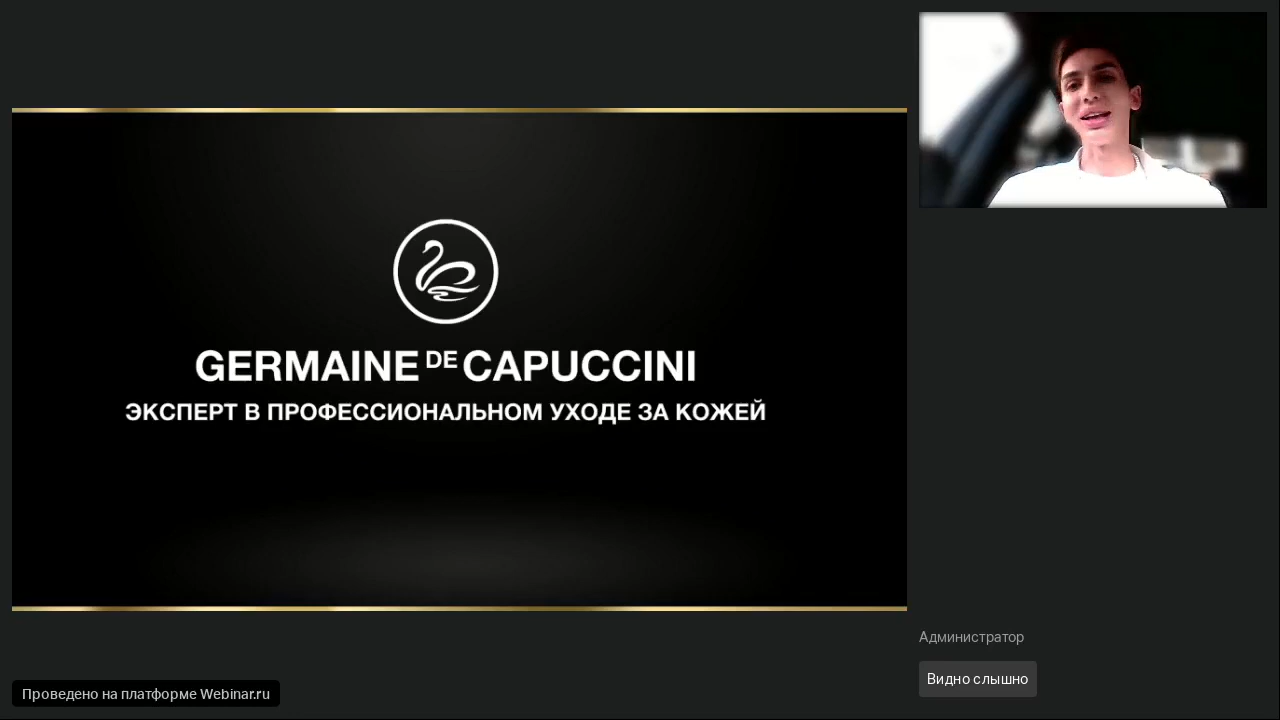 GERMAINE DE CAPUCCINI
ЭКСПЕРТ В ПРОФЕССИОНАЛЬНОМ УХОДЕ ЗА КОЖЕЙ
Администратор
Видно слышно
Проведено на платформе Webinar.ru